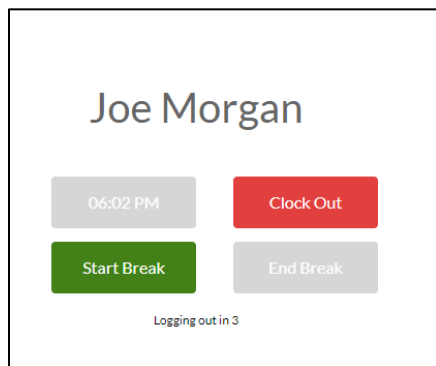 Joe Morgan
06:02 PM
Clock Out
Start Break
End Break
Logging out in 3